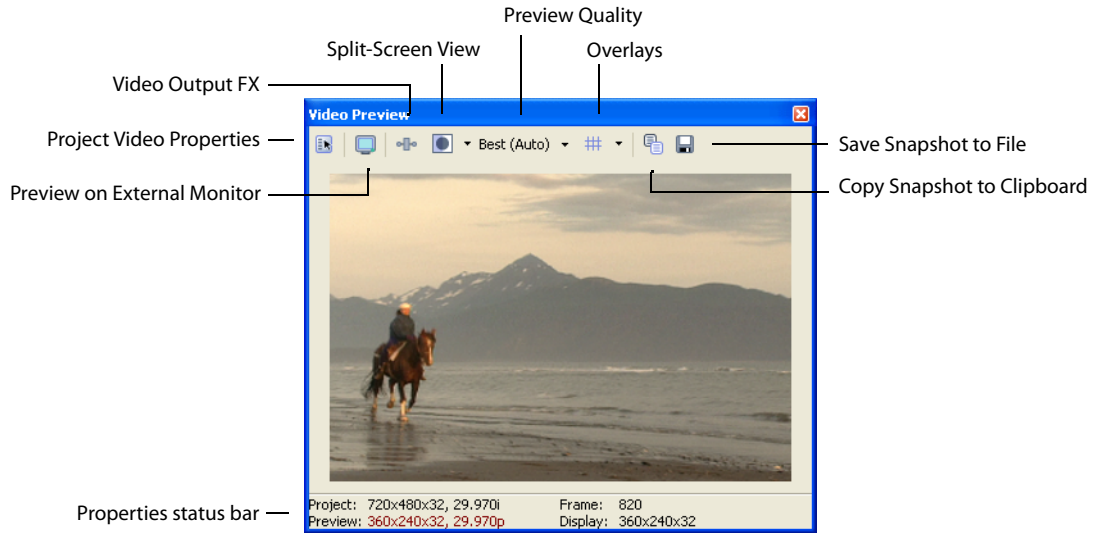 Preview Quality
Split-Screen View
Overlays
Video Output FX
Video Preview
Project Video Properties
Best (Auto)
Save Snapshot to File
Preview on External Monitor
Copy Snapshot to Clipboard
Properties status bar
Project: 720x480x32, 29.970i Frame: 820
Preview: 360x240x32, 29.970p Display: 360x240x32